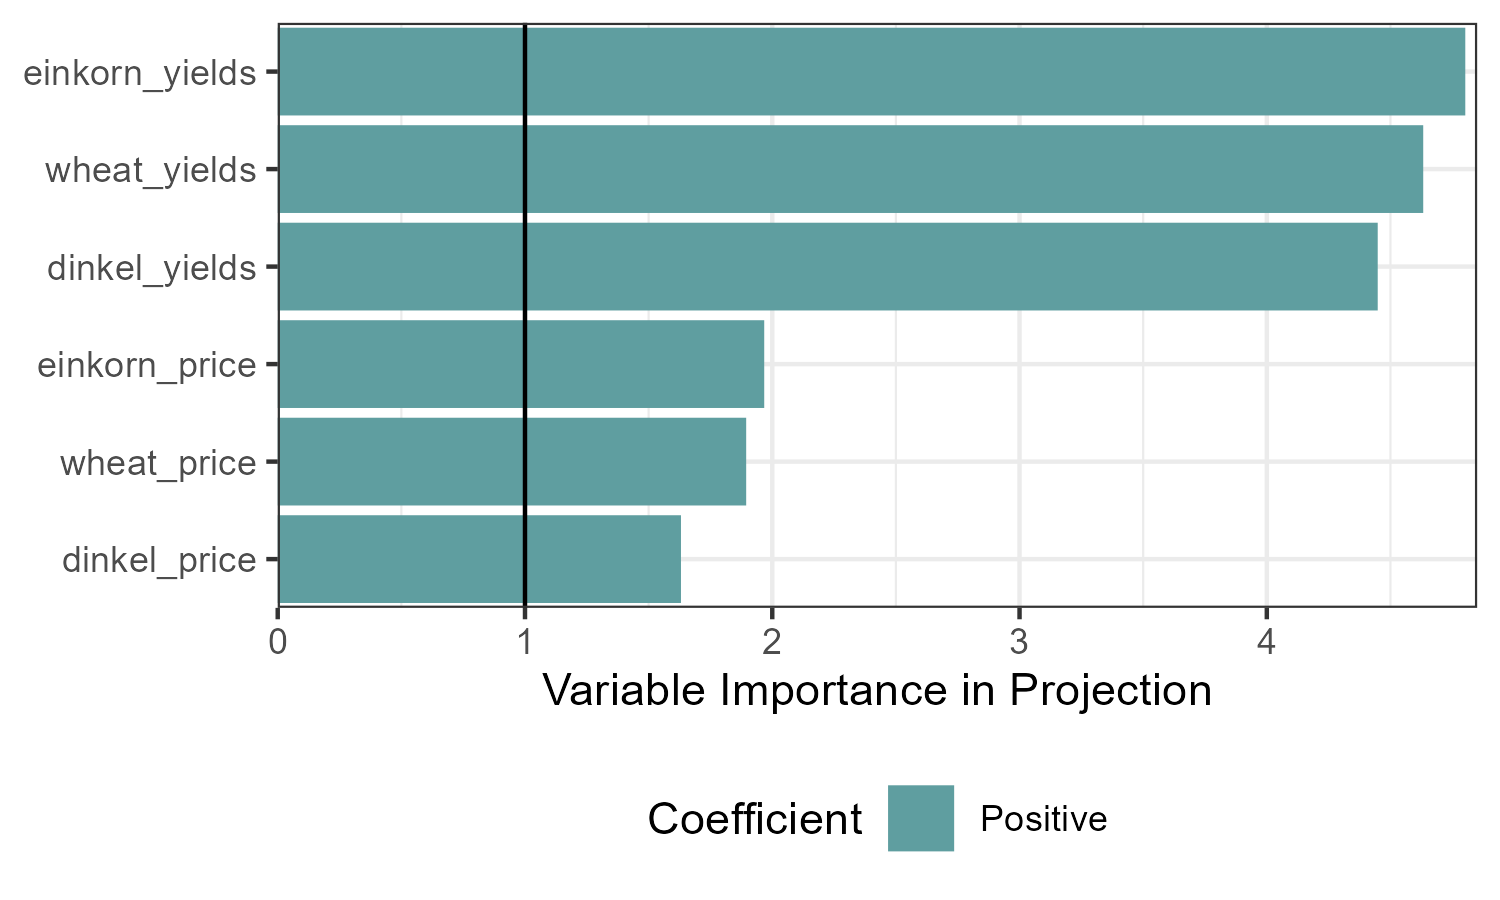 einkorn_yields
wheat_yields
dinkel_yields
einkorn_price
wheat_price
dinkel_price
0 1 2 3 4
Variable Importance in Projection
Coefficient Positive